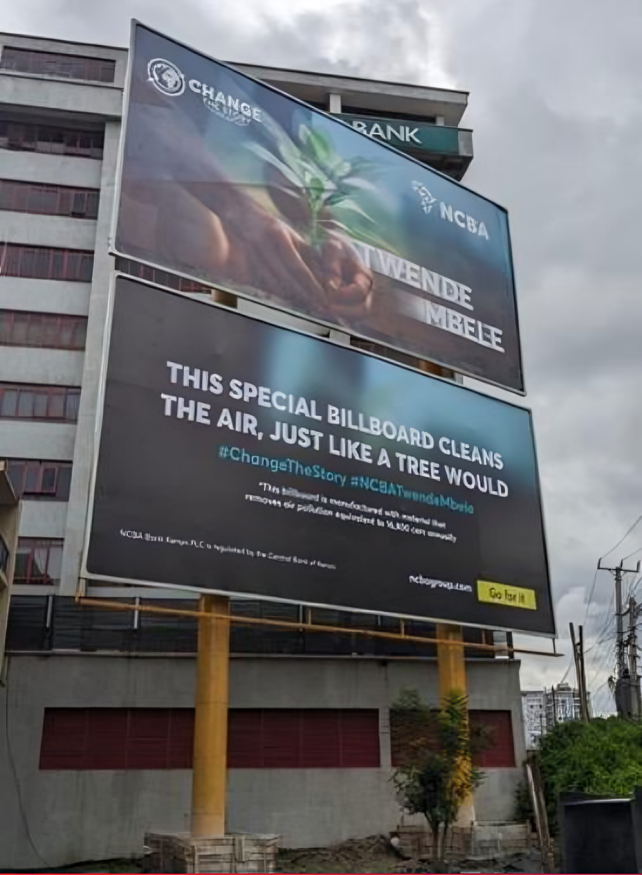 CHANGE
THE STORY
BANK
NCBA
TWENDE
MBELE
THIS SPECIAL BILLBOARD CLEANS
THE AIR, JUST LIKE A TREE WOULD
#ChangeTheStory #NCBATwendeMbele
*This billboard is manufactured with material that
removes air pollution equivalent to cars annually
NCBA Bank Kenya PLC is regulated by the Central Bank of Kenya
ncbagroup.com
Go for it